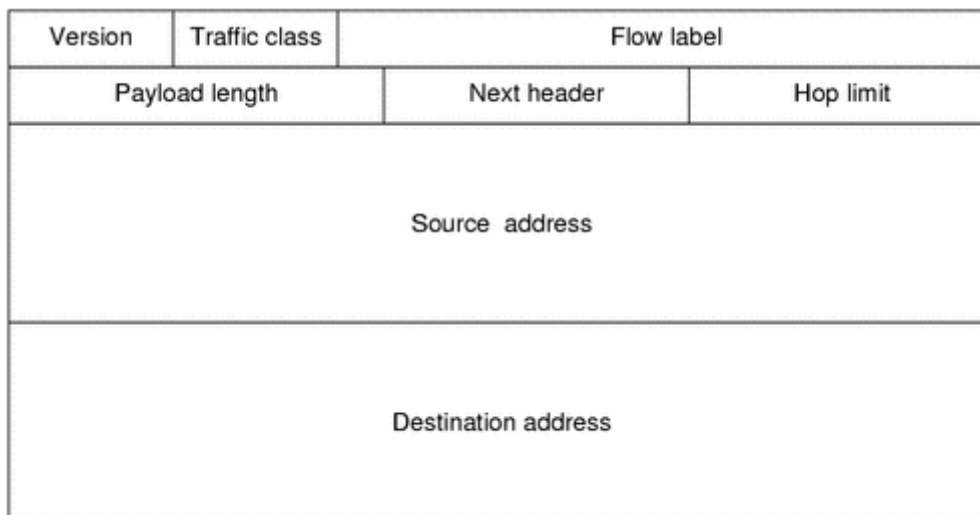 Version Traffic class Flow label
Payload length Next header Hop limit
Source address
Destination address